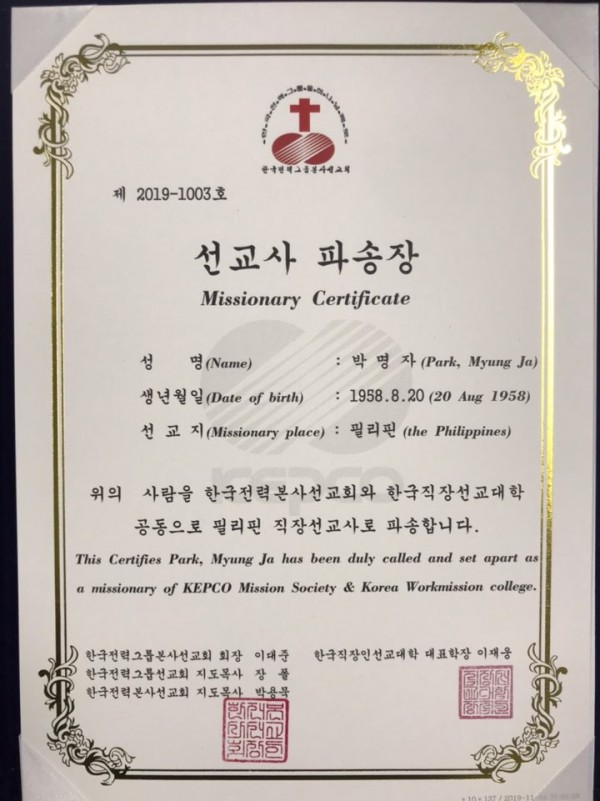 한국전력그룹본사선교회
제 2019-1003호
선교사 파송장
Missionary Certificate
성 명(Name) : 박명자(Park, Myung Ja)
생년월일(Date of birth) : 1958.8.20 (20 Aug 1958)
선 교 지(Missionary place) : 필리핀 (the Philippines)
KEPCO
위의 사람을 한국전력본사선교회와 한국직장선교대학
공동으로 필리핀 직장선교사로 파송합니다.
This Certifies Park, Myung Ja has been duly called and set apart as
a missionary of KEPCO Mission Society & Korea Workmission college.
한국전력그룹본사선교회 회장 이대준 한국직장인선교대학 대표학장 이재웅
한국전력그룹선교회 지도목사 장 폴
한국전력본사선교회 지도목사 박용묵